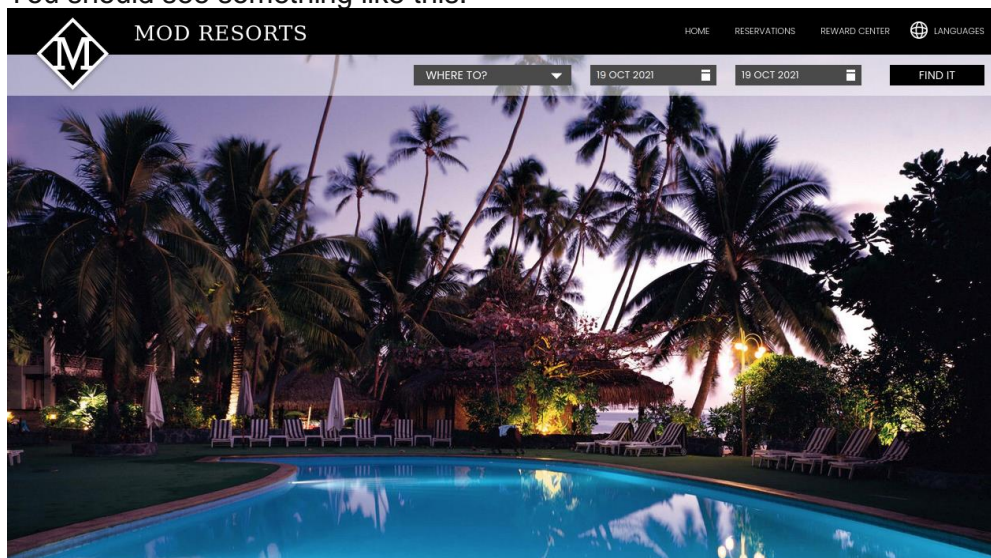 You should see something like this:
M
MOD RESORTS
HOME
RESERVATIONS
REWARD CENTER
LANGUAGES
WHERE TO?
19 OCT 2021
19 OCT 2021
FIND IT